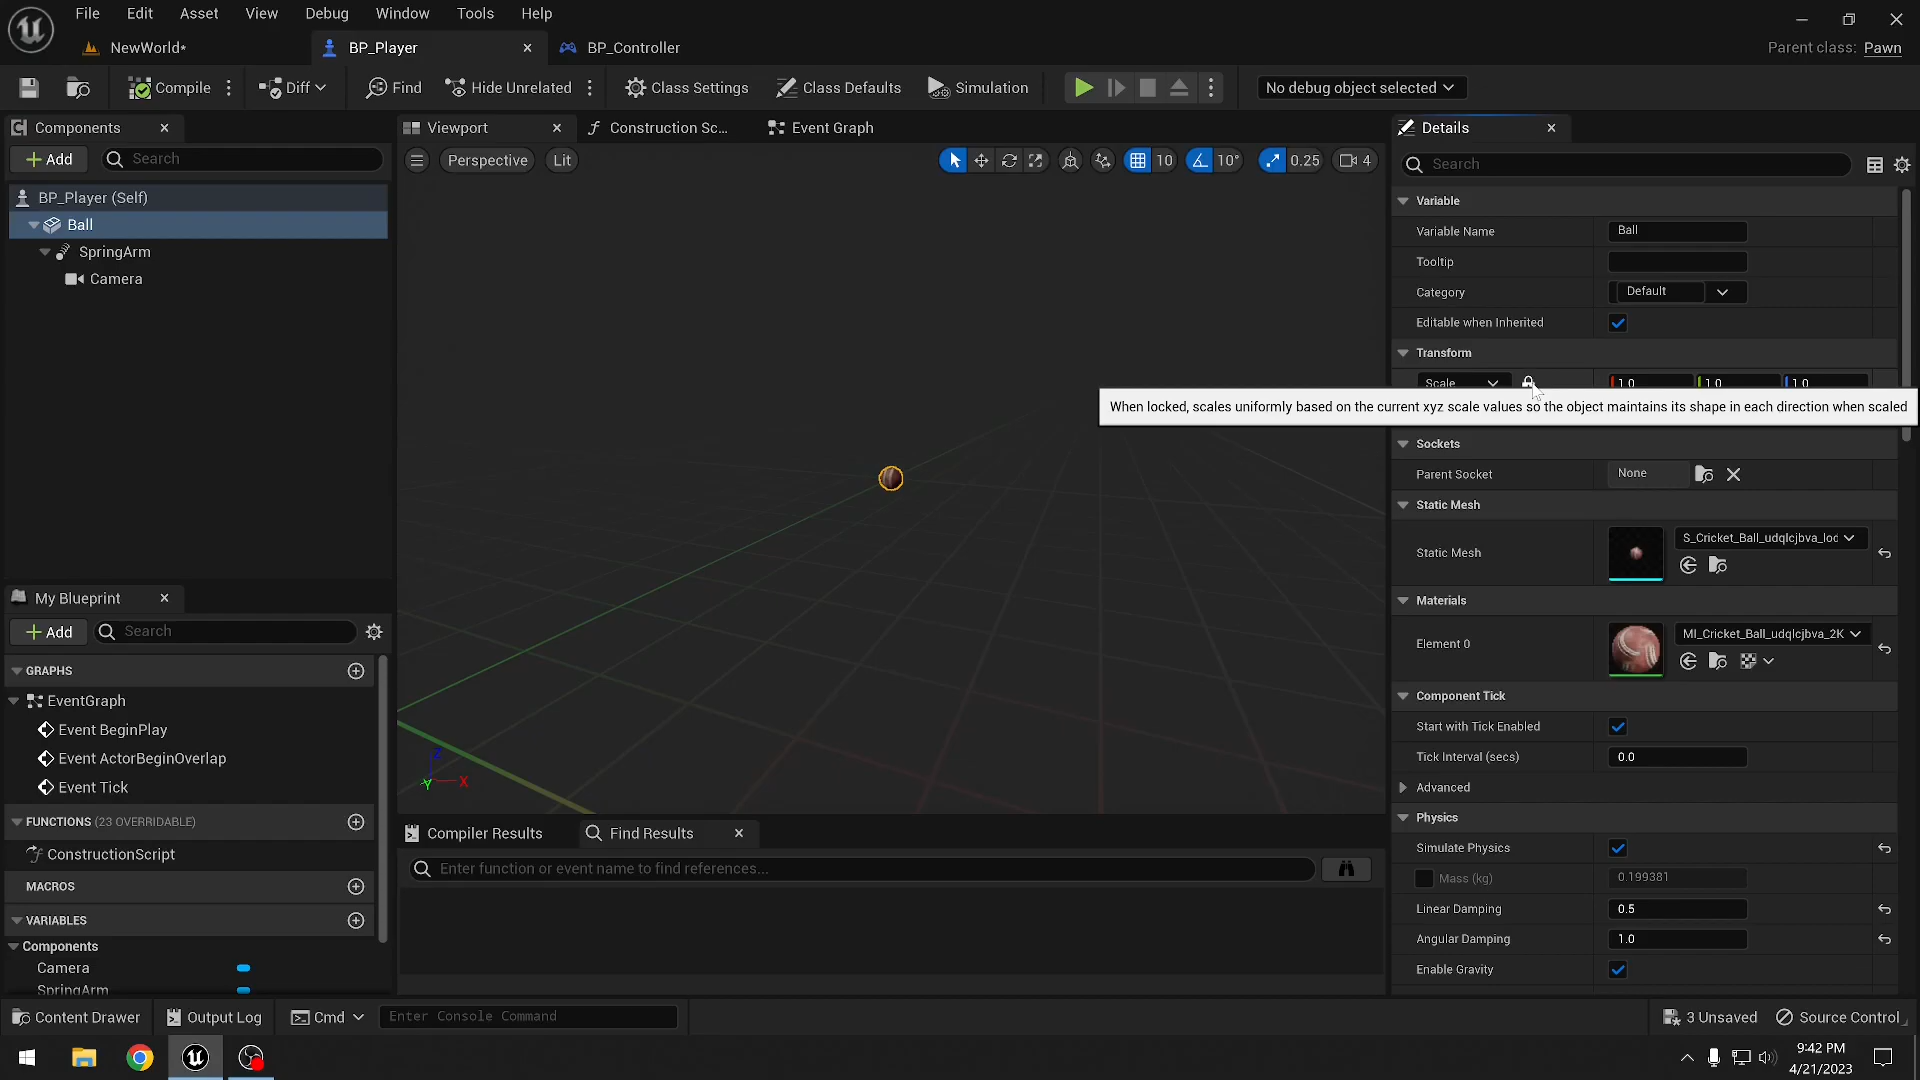 File Edit Asset View Debug Window Tools Help
NewWorld* BP_Player BP_Controller Parent class: Pawn
Compile Diff Find Hide Unrelated Class Settings Class Defaults Simulation No debug object selected
Components Viewport Construction Sc... Event Graph Details
Add Search Perspective Lit 10 10° 0.25 4 Search
BP_Player (Self)
Ball
SpringArm
Camera
Variable
Variable Name Ball
Tooltip
Category Default
Editable when Inherited
Transform
Scale 1.0 1.0 1.0
When locked, scales uniformly based on the current xyz scale values so the object maintains its shape in each direction when scaled
Sockets
Parent Socket None
Static Mesh
Static Mesh S_Cricket_Ball_udqlcjbva_lod
Materials
Element 0 MI_Cricket_Ball_udqlcjbva_2K
Component Tick
Start with Tick Enabled
Tick Interval (secs) 0.0
Advanced
Physics
Simulate Physics
Mass (kg) 0.199381
Linear Damping 0.5
Angular Damping 1.0
Enable Gravity
Z
Y X
My Blueprint
Add Search
GRAPHS
EventGraph
Event BeginPlay
Event ActorBeginOverlap
Event Tick
FUNCTIONS (23 OVERRIDABLE)
ConstructionScript
MACROS
VARIABLES
Components
Camera
SpringArm
Compiler Results Find Results
Enter function or event name to find references...
Content Drawer Output Log Cmd Enter Console Command 3 Unsaved Source Control
9:42 PM
4/21/2023